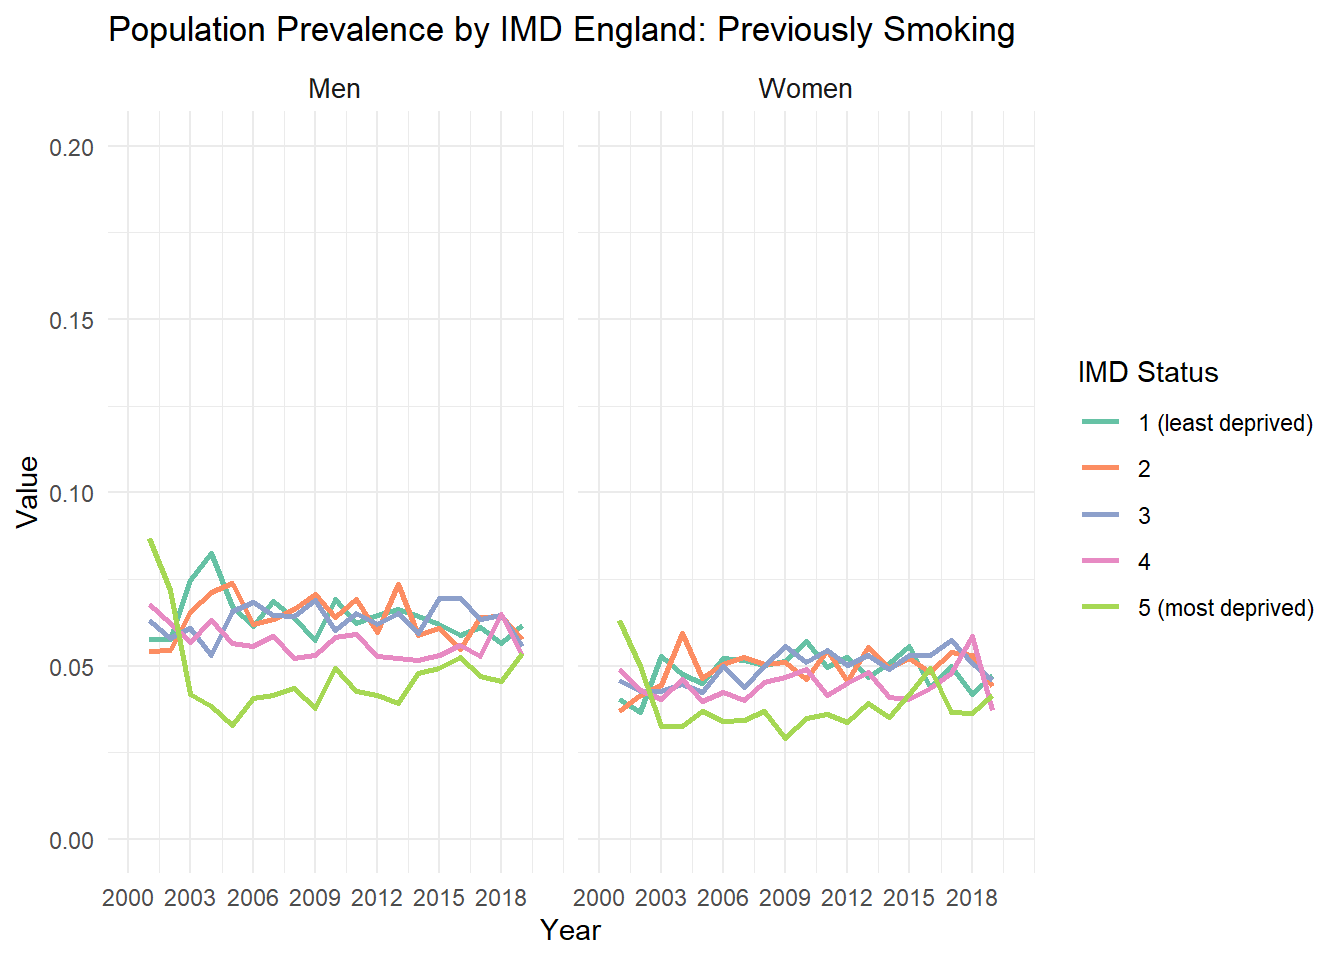 Population Prevalence by IMD England: Previously Smoking
Men
Women
0.20
0.15
0.10
0.05
0.00
Value
2000 2003 2006 2009 2012 2015 2018
2000 2003 2006 2009 2012 2015 2018
Year
IMD Status
1 (least deprived)
2
3
4
5 (most deprived)